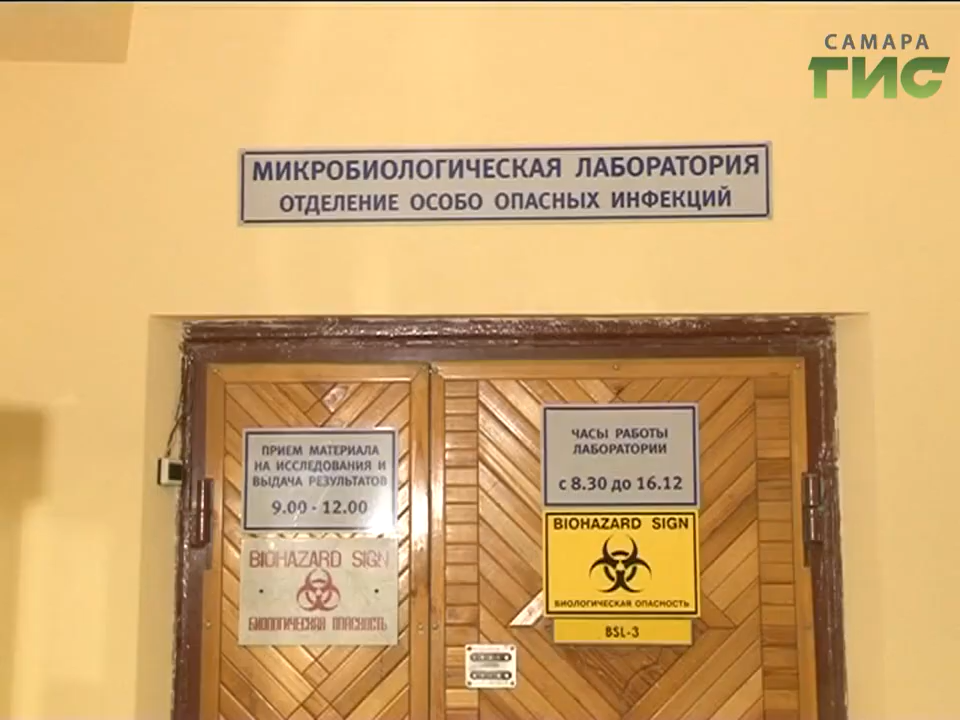 САМАРА
ГИС
МИКРОБИОЛОГИЧЕСКАЯ ЛАБОРАТОРИЯ
ОТДЕЛЕНИЕ ОСОБО ОПАСНЫХ ИНФЕКЦИЙ
ПРИЕМ МАТЕРИАЛА
НА ИССЛЕДОВАНИЯ И
ВЫДАЧА РЕЗУЛЬТАТОВ
9.00 - 12.00
BIOHAZARD SIGN
БИОЛОГИЧЕСКАЯ ОПАСНОСТЬ
ЧАСЫ РАБОТЫ
ЛАБОРАТОРИИ
с 8.30 до 16.12
BIOHAZARD SIGN
БИОЛОГИЧЕСКАЯ ОПАСНОСТЬ
BSL-3